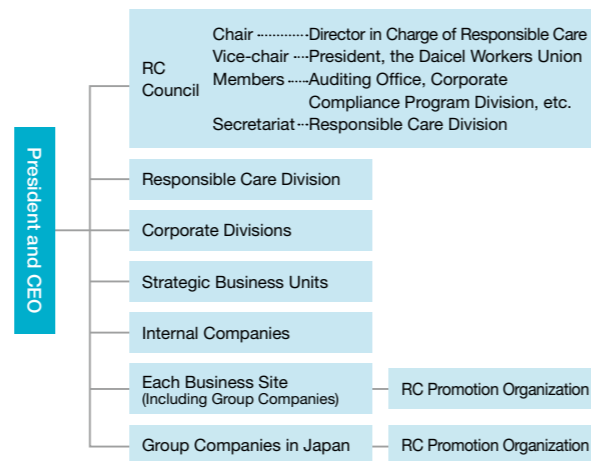 President and CEO
RC
Council
Chair ············ Director in Charge of Responsible Care
Vice-chair ···· President, the Daicel Workers Union
Members ····· Auditing Office, Corporate
Compliance Program Division, etc.
Secretariat ··· Responsible Care Division
Responsible Care Division
Corporate Divisions
Strategic Business Units
Internal Companies
Each Business Site
(Including Group Companies)
RC Promotion Organization
Group Companies in Japan
RC Promotion Organization